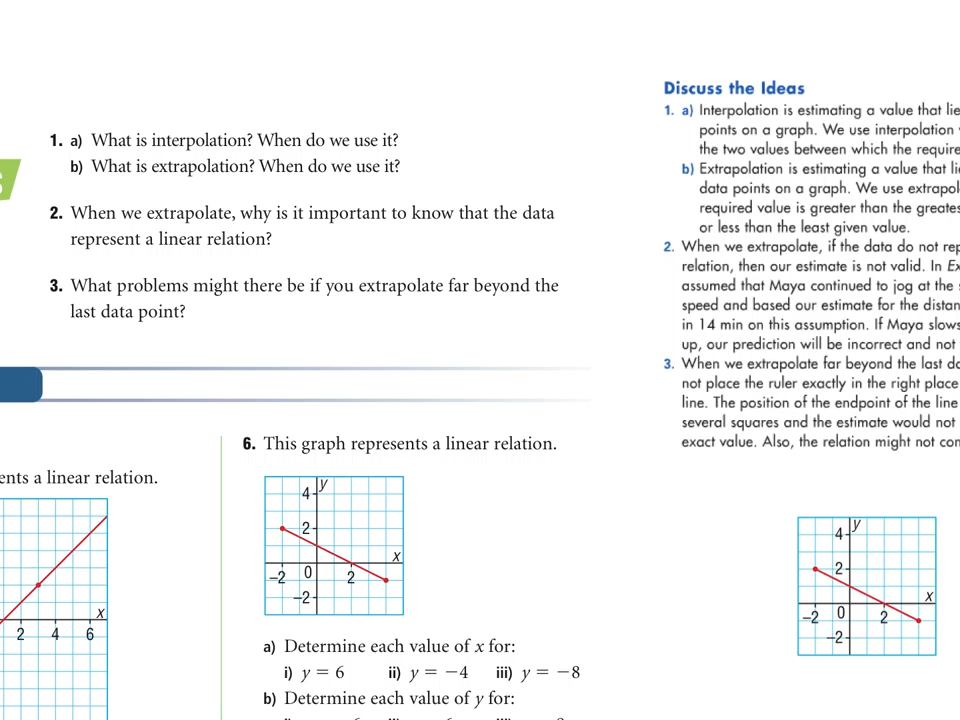 1. a) What is interpolation? When do we use it?
b) What is extrapolation? When do we use it?
2. When we extrapolate, why is it important to know that the data
represent a linear relation?
3. What problems might there be if you extrapolate far beyond the
last data point?
ents a linear relation.
x
2 4 6
6. This graph represents a linear relation.
y
4
2
x
−2 0 2
−2
a) Determine each value of x for:
i) y = 6 ii) y = −4 iii) y = −8
b) Determine each value of y for:
Discuss the Ideas
1. a) Interpolation is estimating a value that lie
points on a graph. We use interpolation
the two values between which the require
b) Extrapolation is estimating a value that li
data points on a graph. We use extrapol
required value is greater than the greates
or less than the least given value.
2. When we extrapolate, if the data do not rep
relation, then our estimate is not valid. In Ex
assumed that Maya continued to jog at the s
speed and based our estimate for the distan
in 14 min on this assumption. If Maya slows
up, our prediction will be incorrect and not
3. When we extrapolate far beyond the last da
not place the ruler exactly in the right place
line. The position of the endpoint of the line
several squares and the estimate would not
exact value. Also, the relation might not con
y
4
2
x
−2 0 2
−2